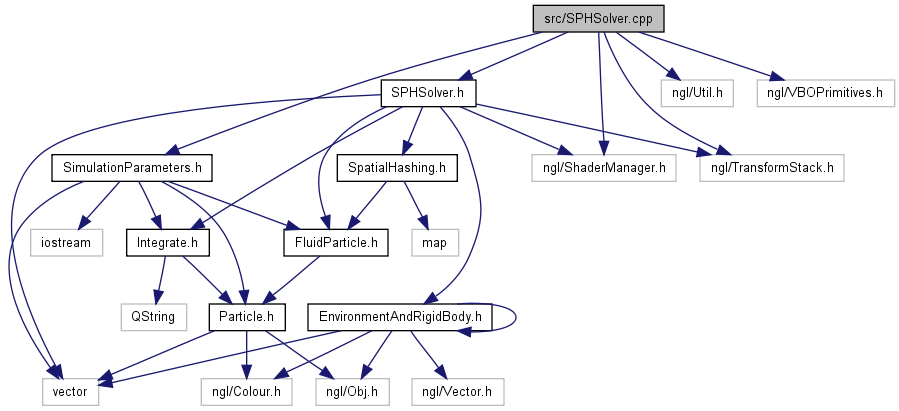 src/SPHSolver.cpp
SPHSolver.h
ngl/Util.h
ngl/VBOPrimitives.h
SimulationParameters.h
SpatialHashing.h
ngl/ShaderManager.h
ngl/TransformStack.h
iostream
Integrate.h
FluidParticle.h
map
QString
Particle.h
EnvironmentAndRigidBody.h
vector
ngl/Colour.h
ngl/Obj.h
ngl/Vector.h